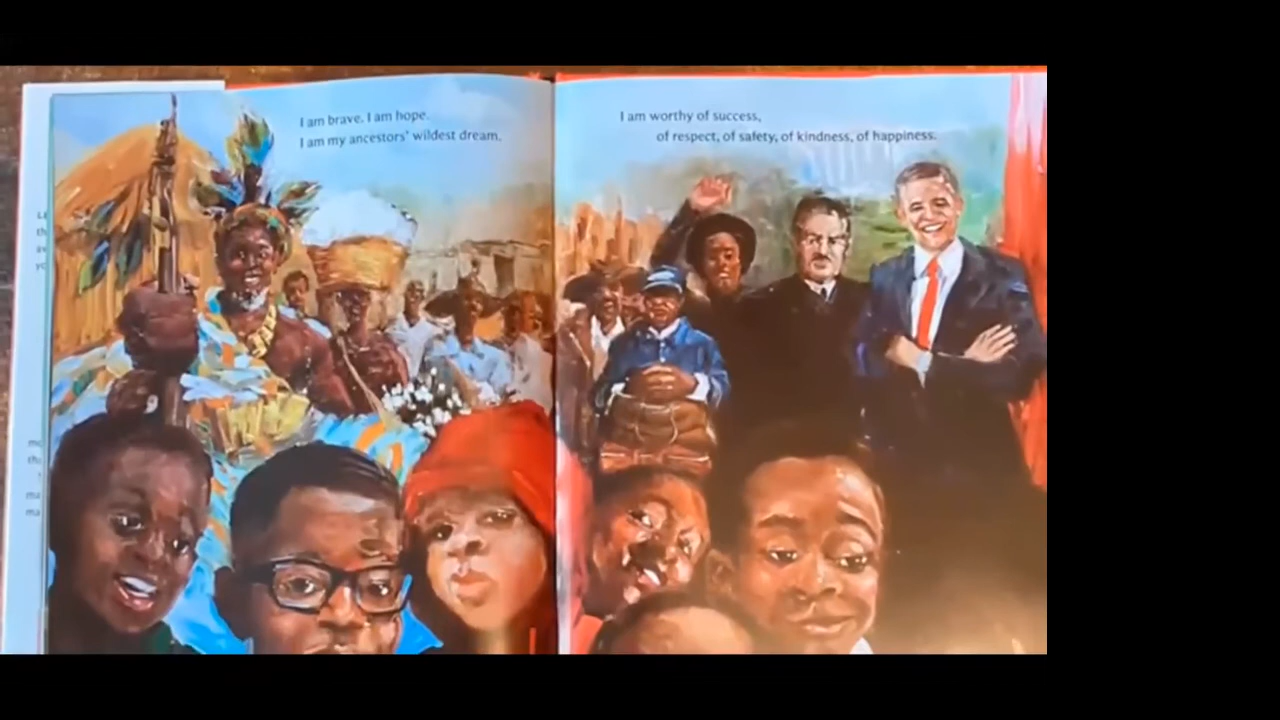 I am brave. I am hope.
I am my ancestors' wildest dream.
I am worthy of success,
of respect, of safety, of kindness, of happiness.